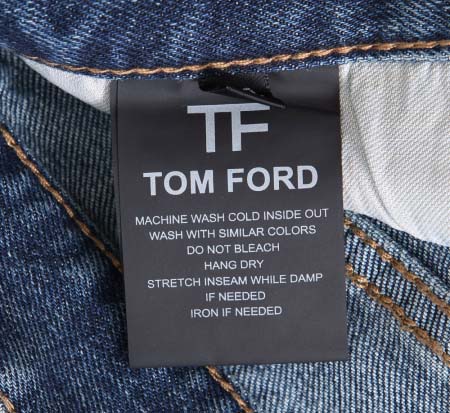 TF
TOM FORD
MACHINE WASH COLD INSIDE OUT
WASH WITH SIMILAR COLORS
DO NOT BLEACH
HANG DRY
STRETCH INSEAM WHILE DAMP
IF NEEDED
IRON IF NEEDED